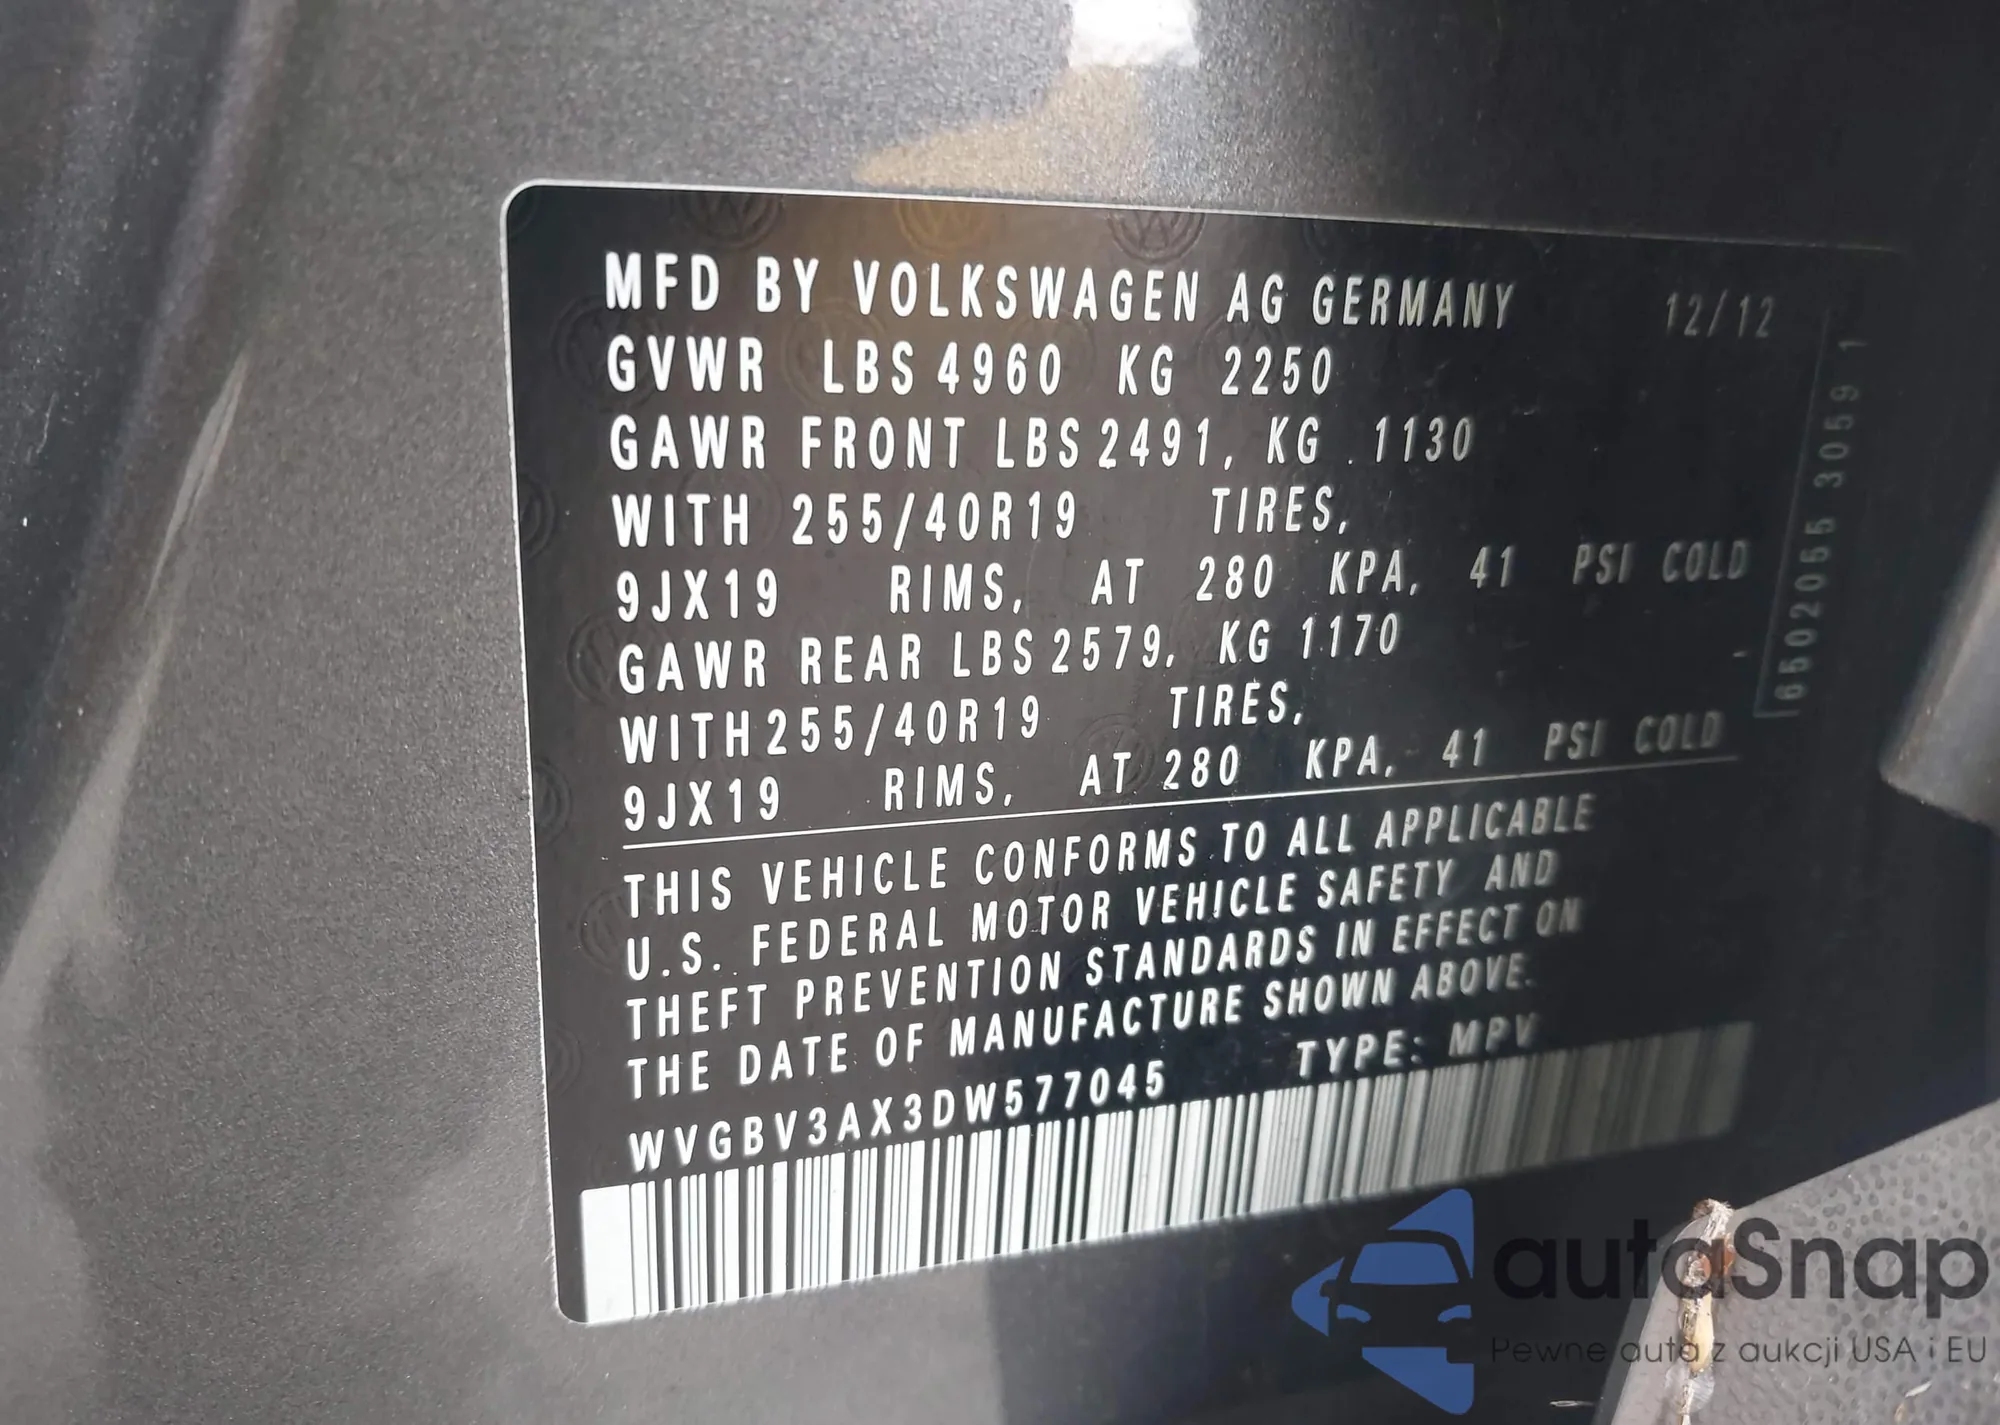 MFD BY VOLKSWAGEN AG GERMANY 12/12
GVWR LBS 4960 KG 2250
GAWR FRONT LBS 2491, KG 1130
WITH 255/40R19 TIRES,
9JX19 RIMS, AT 280 KPA, 41 PSI COLD
GAWR REAR LBS 2579, KG 1170
WITH 255/40R19 TIRES,
9JX19 RIMS, AT 280 KPA, 41 PSI COLD
6502055 3059 1
THIS VEHICLE CONFORMS TO ALL APPLICABLE
U.S. FEDERAL MOTOR VEHICLE SAFETY AND
THEFT PREVENTION STANDARDS IN EFFECT ON
THE DATE OF MANUFACTURE SHOWN ABOVE.
WVGBV3AX3DW577045 TYPE: MPV
autaSnap
Pewne auta z aukcji USA i EU